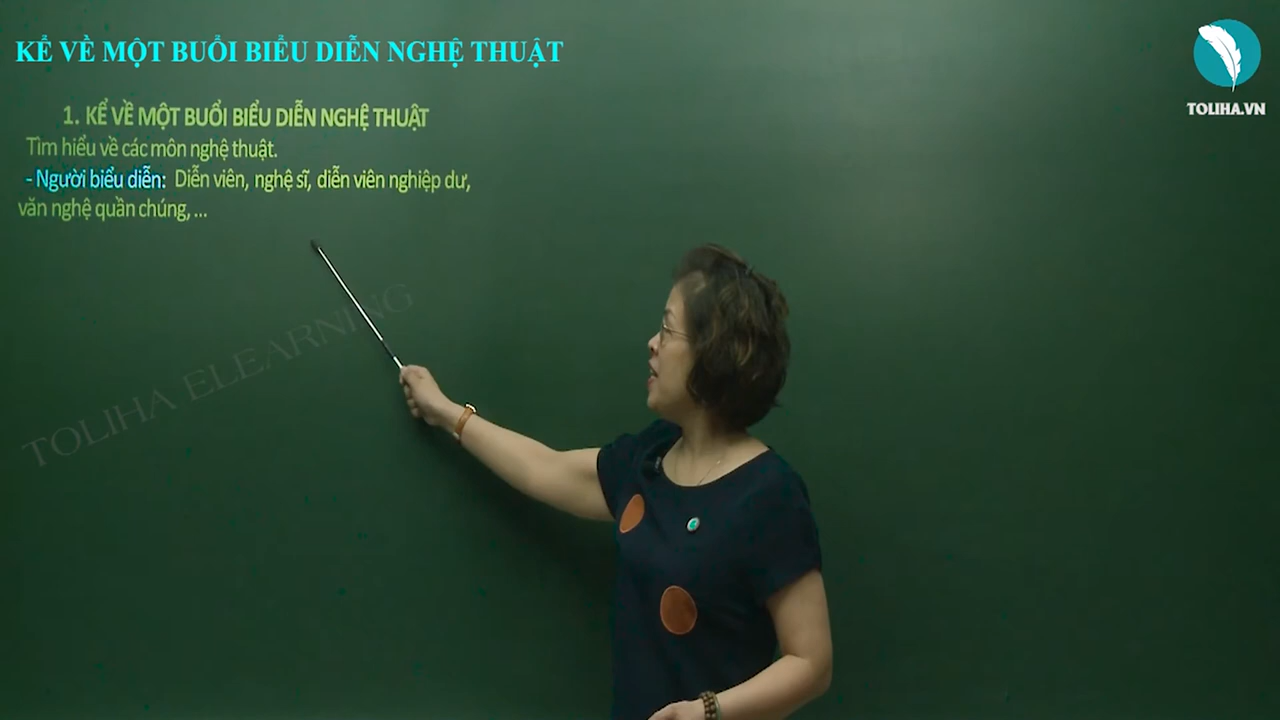 KỂ VỀ MỘT BUỔI BIỂU DIỄN NGHỆ THUẬT
TOLIHA.VN
1. KỂ VỀ MỘT BUỔI BIỂU DIỄN NGHỆ THUẬT
Tìm hiểu về các môn nghệ thuật.
- Người biểu diễn: Diễn viên, nghệ sĩ, diễn viên nghiệp dư,
văn nghệ quần chúng, ...
TOLIHA ELEARNING